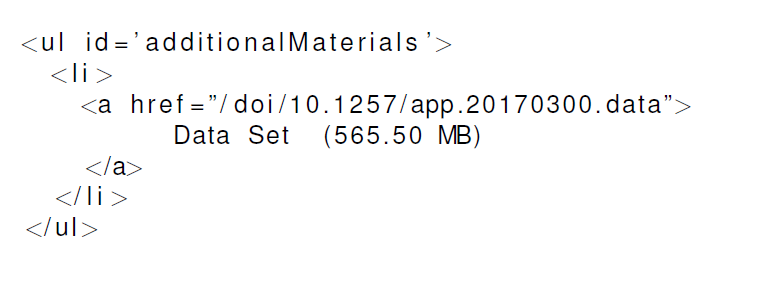 <ul id='additionalMaterials'>
<li>
<a href="/doi/10.1257/app.20170300.data">
Data Set (565.50 MB)
</a>
</li>
</ul>